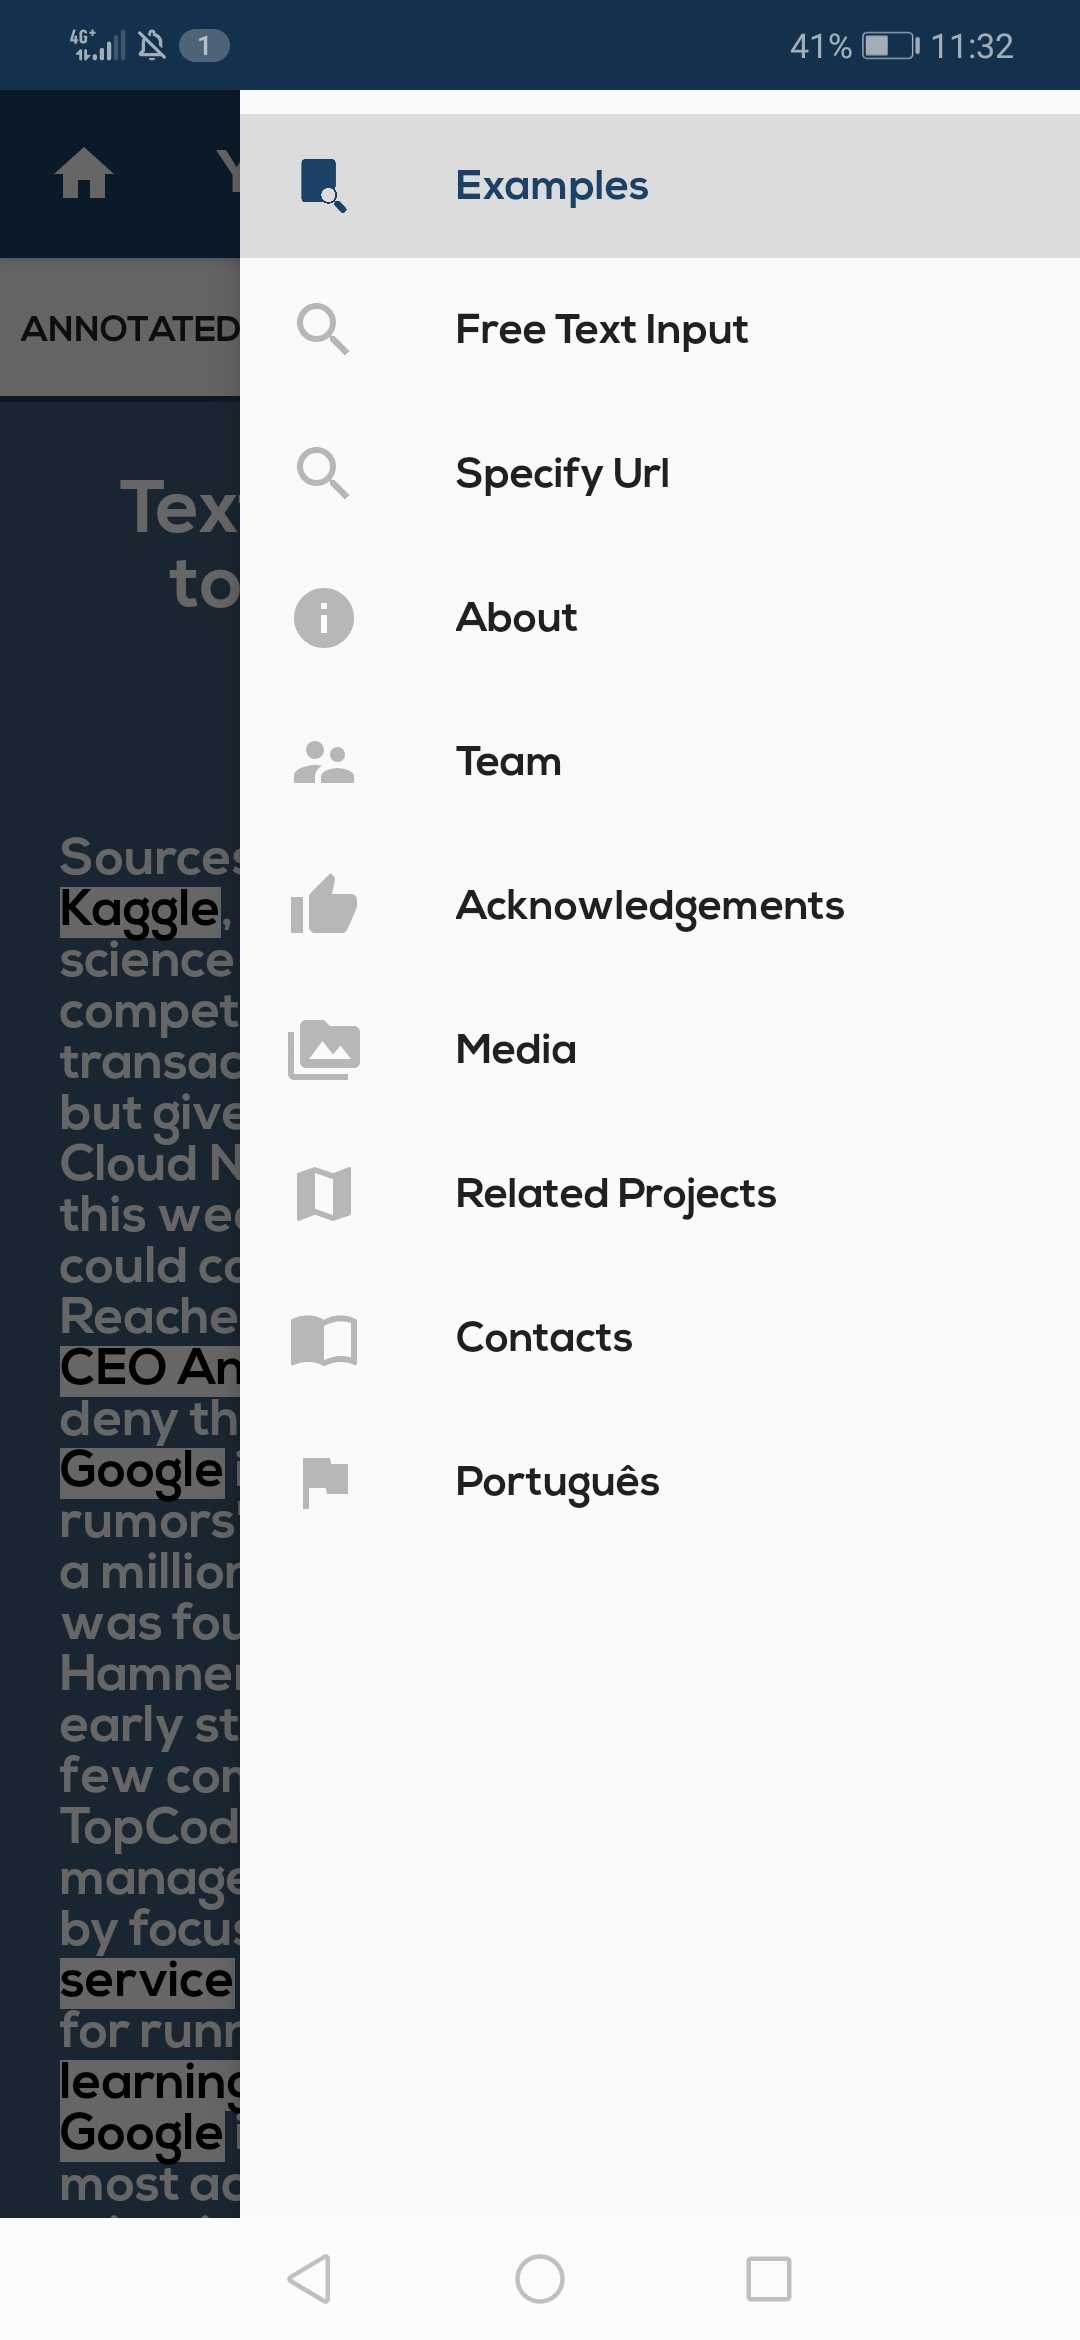 4G+ 1 41% 11:32
Y
ANNOTATED
Examples
Free Text Input
Specify Url
About
Team
Acknowledgements
Media
Related Projects
Contacts
Português
Text
to
Sources
Kaggle,
science
compet
transac
but give
Cloud N
this wee
could co
Reache
CEO An
deny th
Google i
rumors'
a million
was fou
Hamner
early st
few con
TopCod
manage
by focus
service
for runn
learning
Google i
most ac